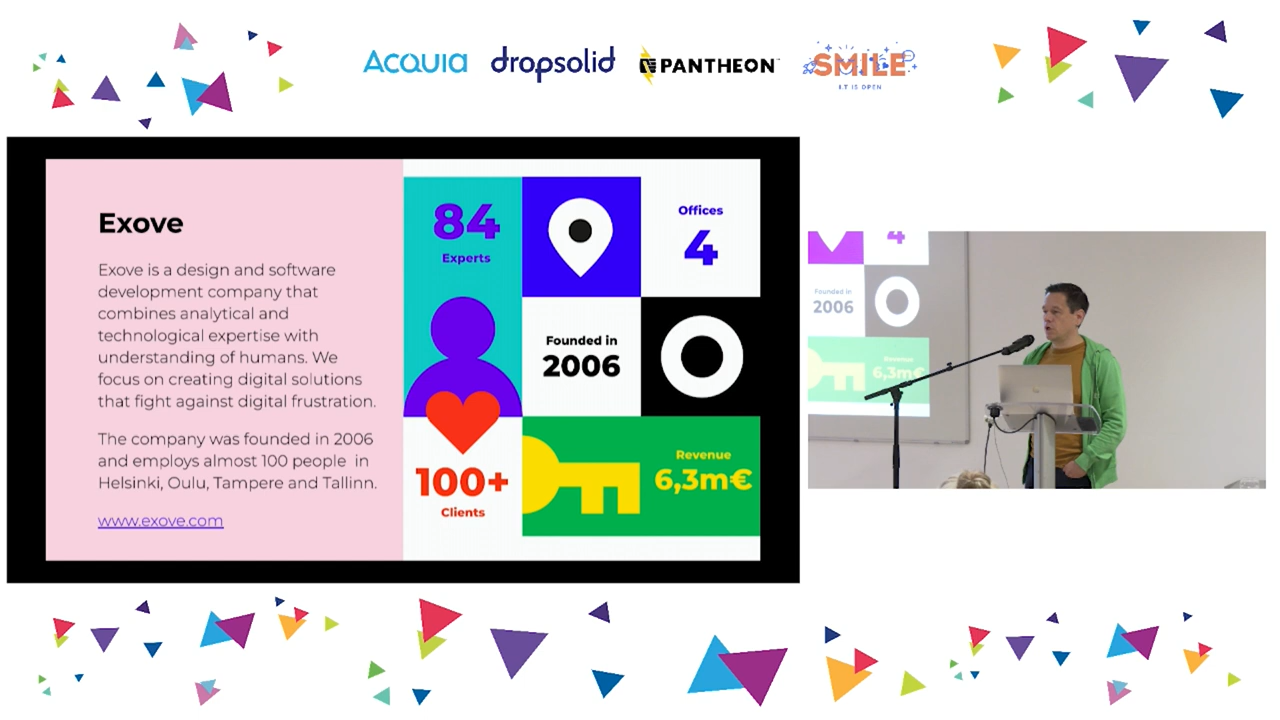 ACQUIA dropsolid PANTHEON SMILE
I.T IS OPEN
Exove
Exove is a design and software
development company that
combines analytical and
technological expertise with
understanding of humans. We
focus on creating digital solutions
that fight against digital frustration.
The company was founded in 2006
and employs almost 100 people in
Helsinki, Oulu, Tampere and Tallinn.
www.exove.com
84
Experts
Offices
4
Founded in
2006
100+
Clients
Revenue
6,3m€
4
Founded in
2006
Revenue
6,3m€